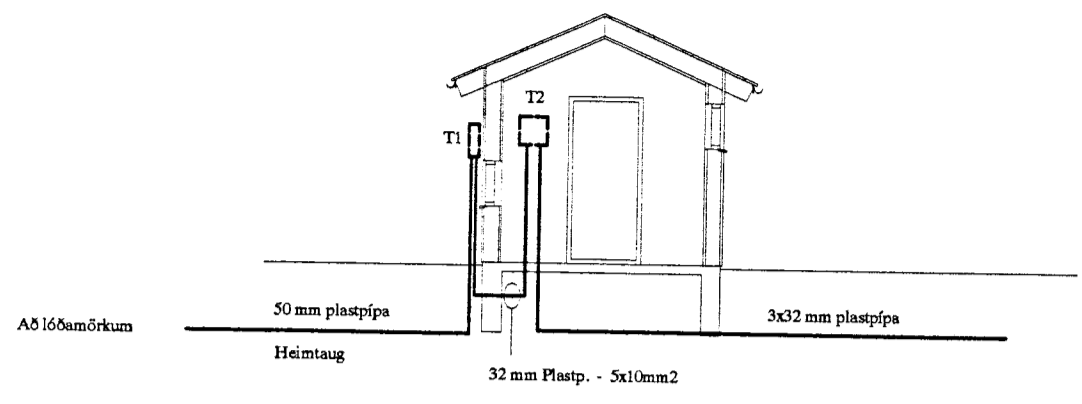 T2
T1
50 mm plastpípa
3x32 mm plastpípa
Að lóðamörkum
Heimtaug
32 mm Plastp. - 5x10mm2